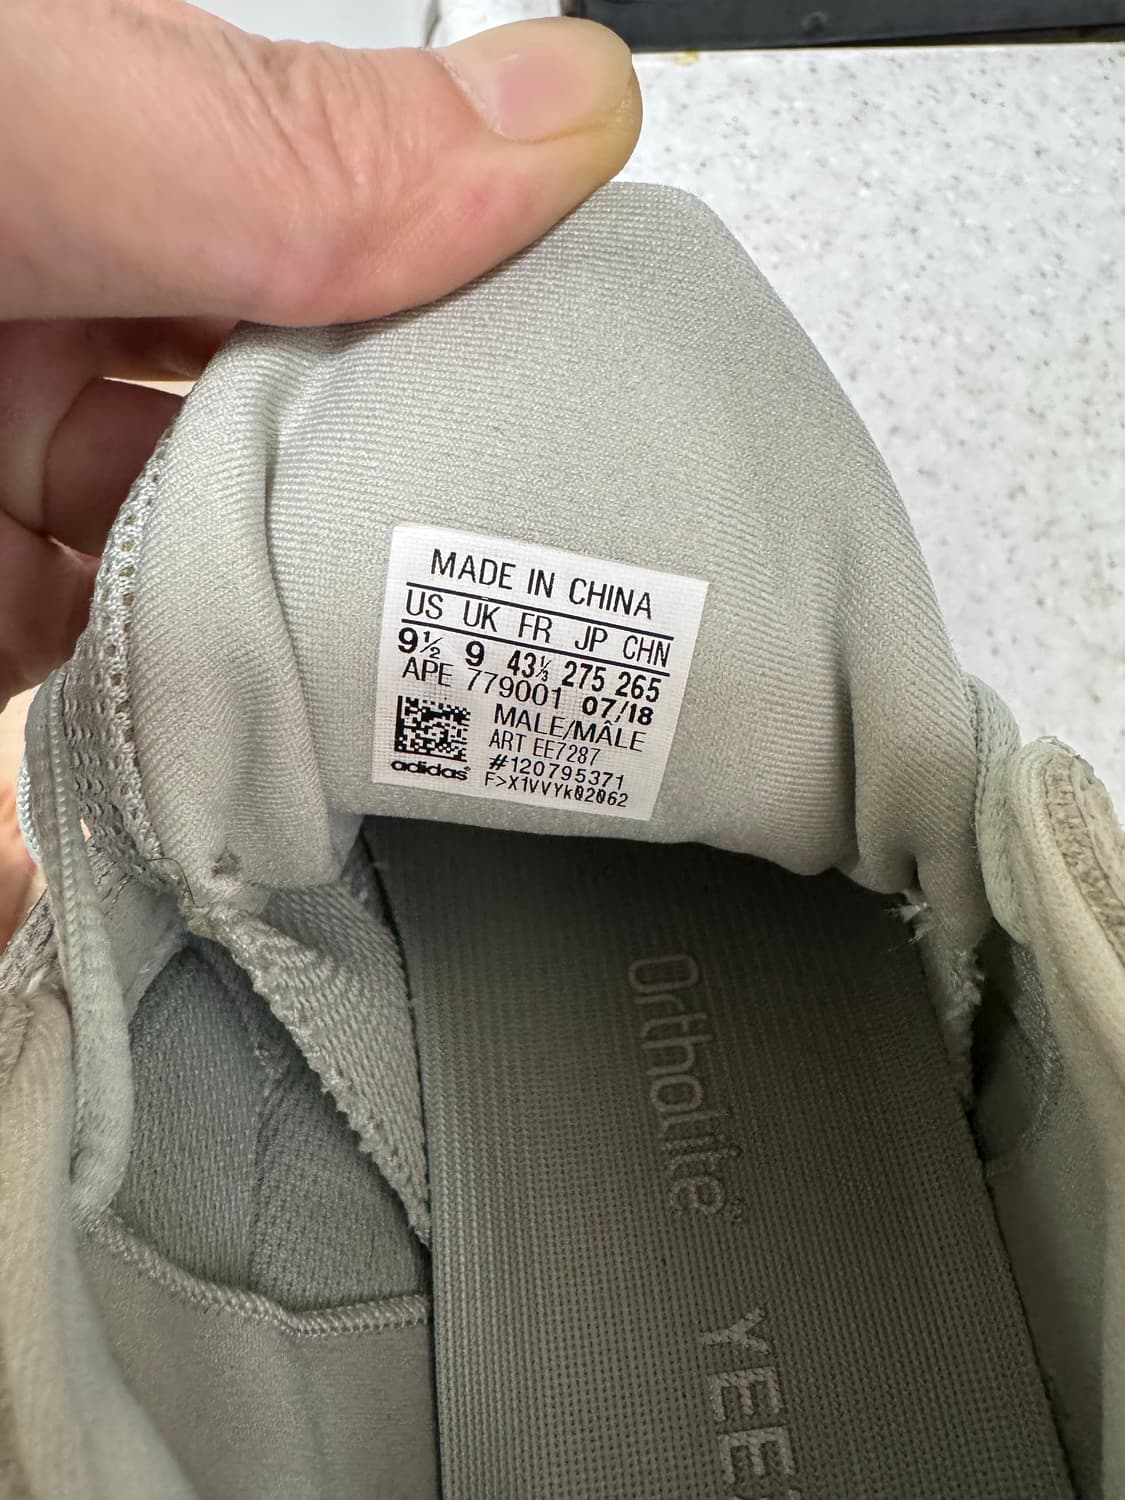 MADE IN CHINA
US UK FR JP CHN
9½ 9 43⅓ 275 265
APE 779001 07/18
MALE/MÂLE
ART EE7287
#120795371
F>X1VVYk02062
adidas®
Ortholite®